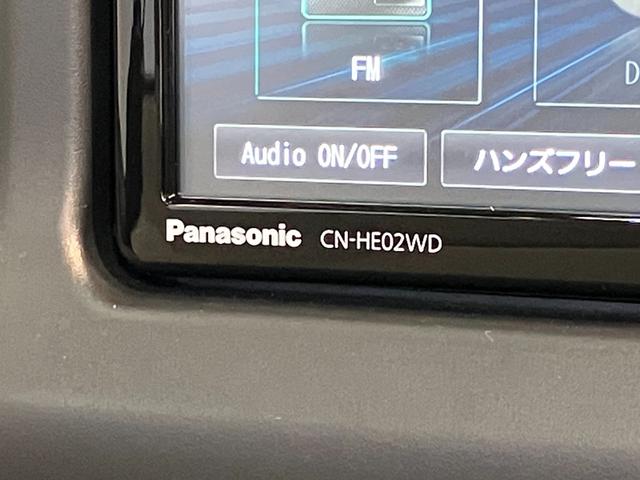 FM
D
Audio ON/OFF
ハンズフリー
Panasonic CN-HE02WD